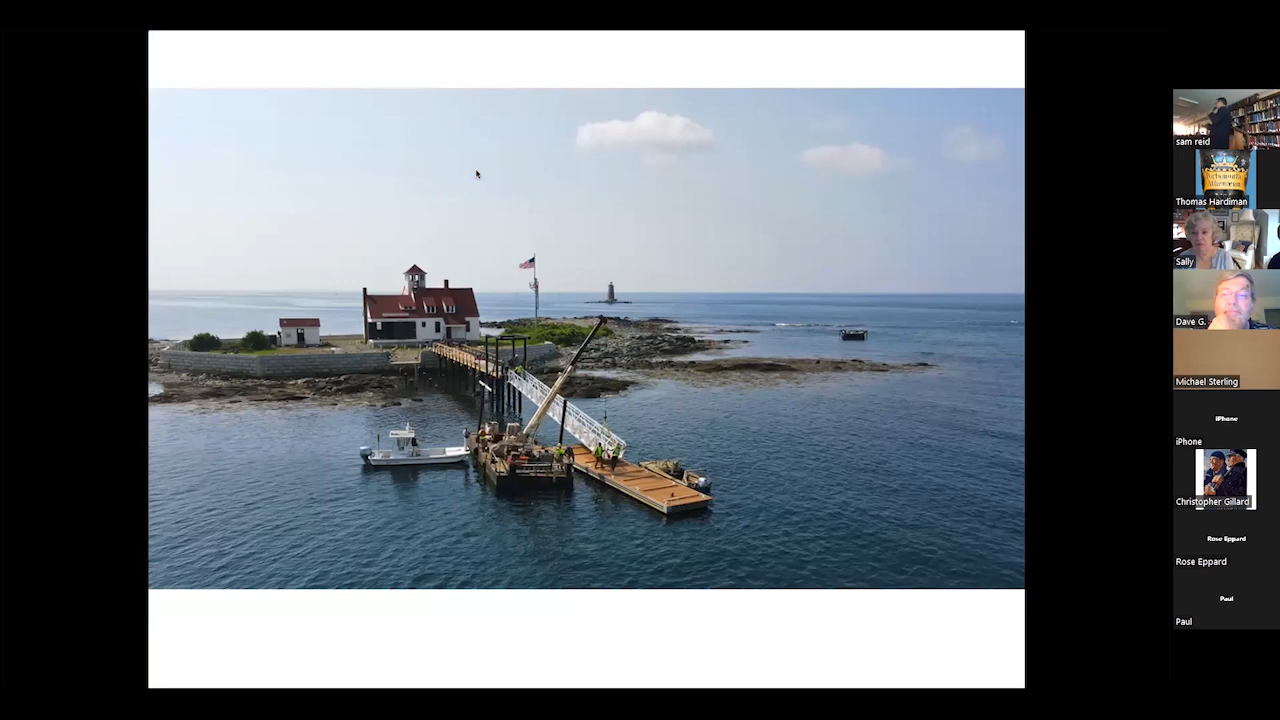 sam reid
Thomas Hardiman
Sally
Dave G.
Michael Sterling
iPhone
iPhone
Christopher Gillard
Rose Eppard
Rose Eppard
Paul
Paul